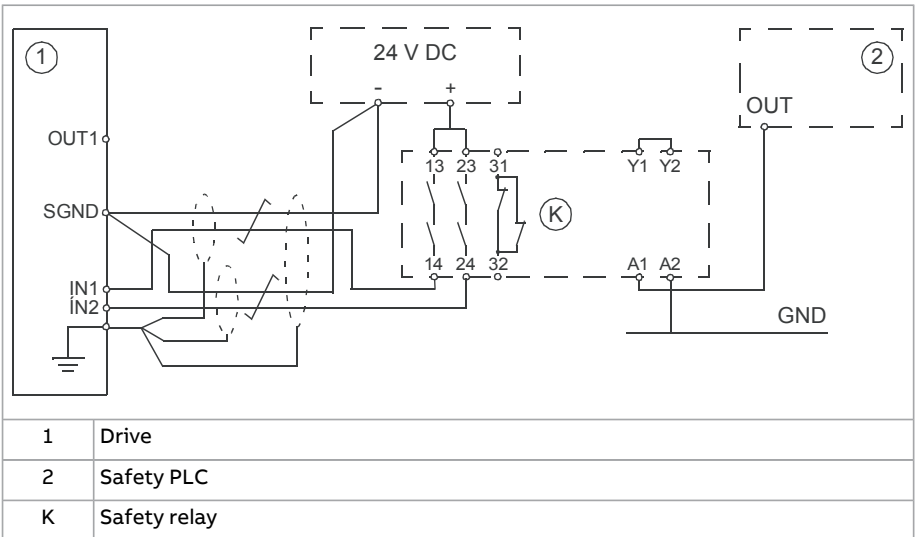 1
24 V DC
2
- +
OUT
OUT1
13 23 31
Y1 Y2
SGND
K
14 24 32
A1 A2
IN1
IN2
GND
1 Drive
2 Safety PLC
K Safety relay